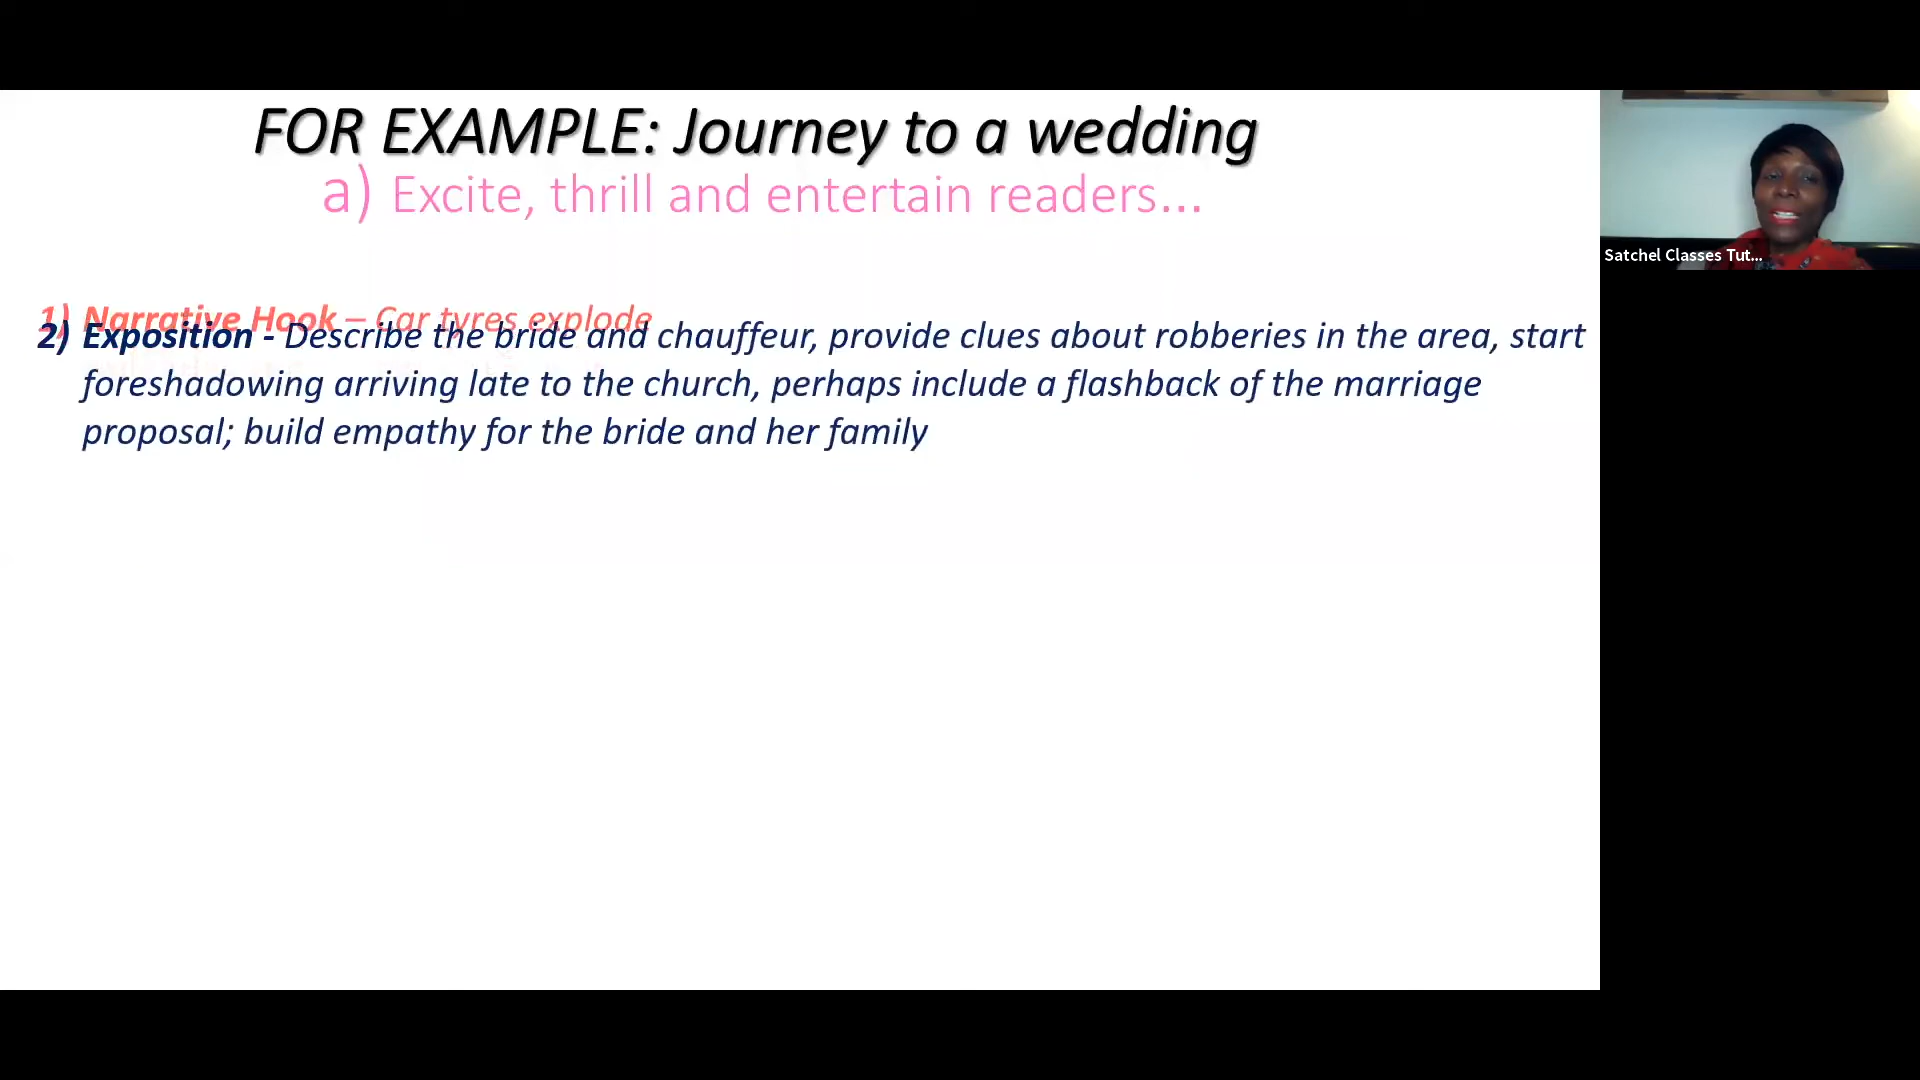 FOR EXAMPLE: Journey to a wedding
a) Excite, thrill and entertain readers...
Satchel Classes Tut...
1) Narrative Hook – Car tyres explode
2) Exposition - Describe the bride and chauffeur, provide clues about robberies in the area, start
foreshadowing arriving late to the church, perhaps include a flashback of the marriage
proposal; build empathy for the bride and her family